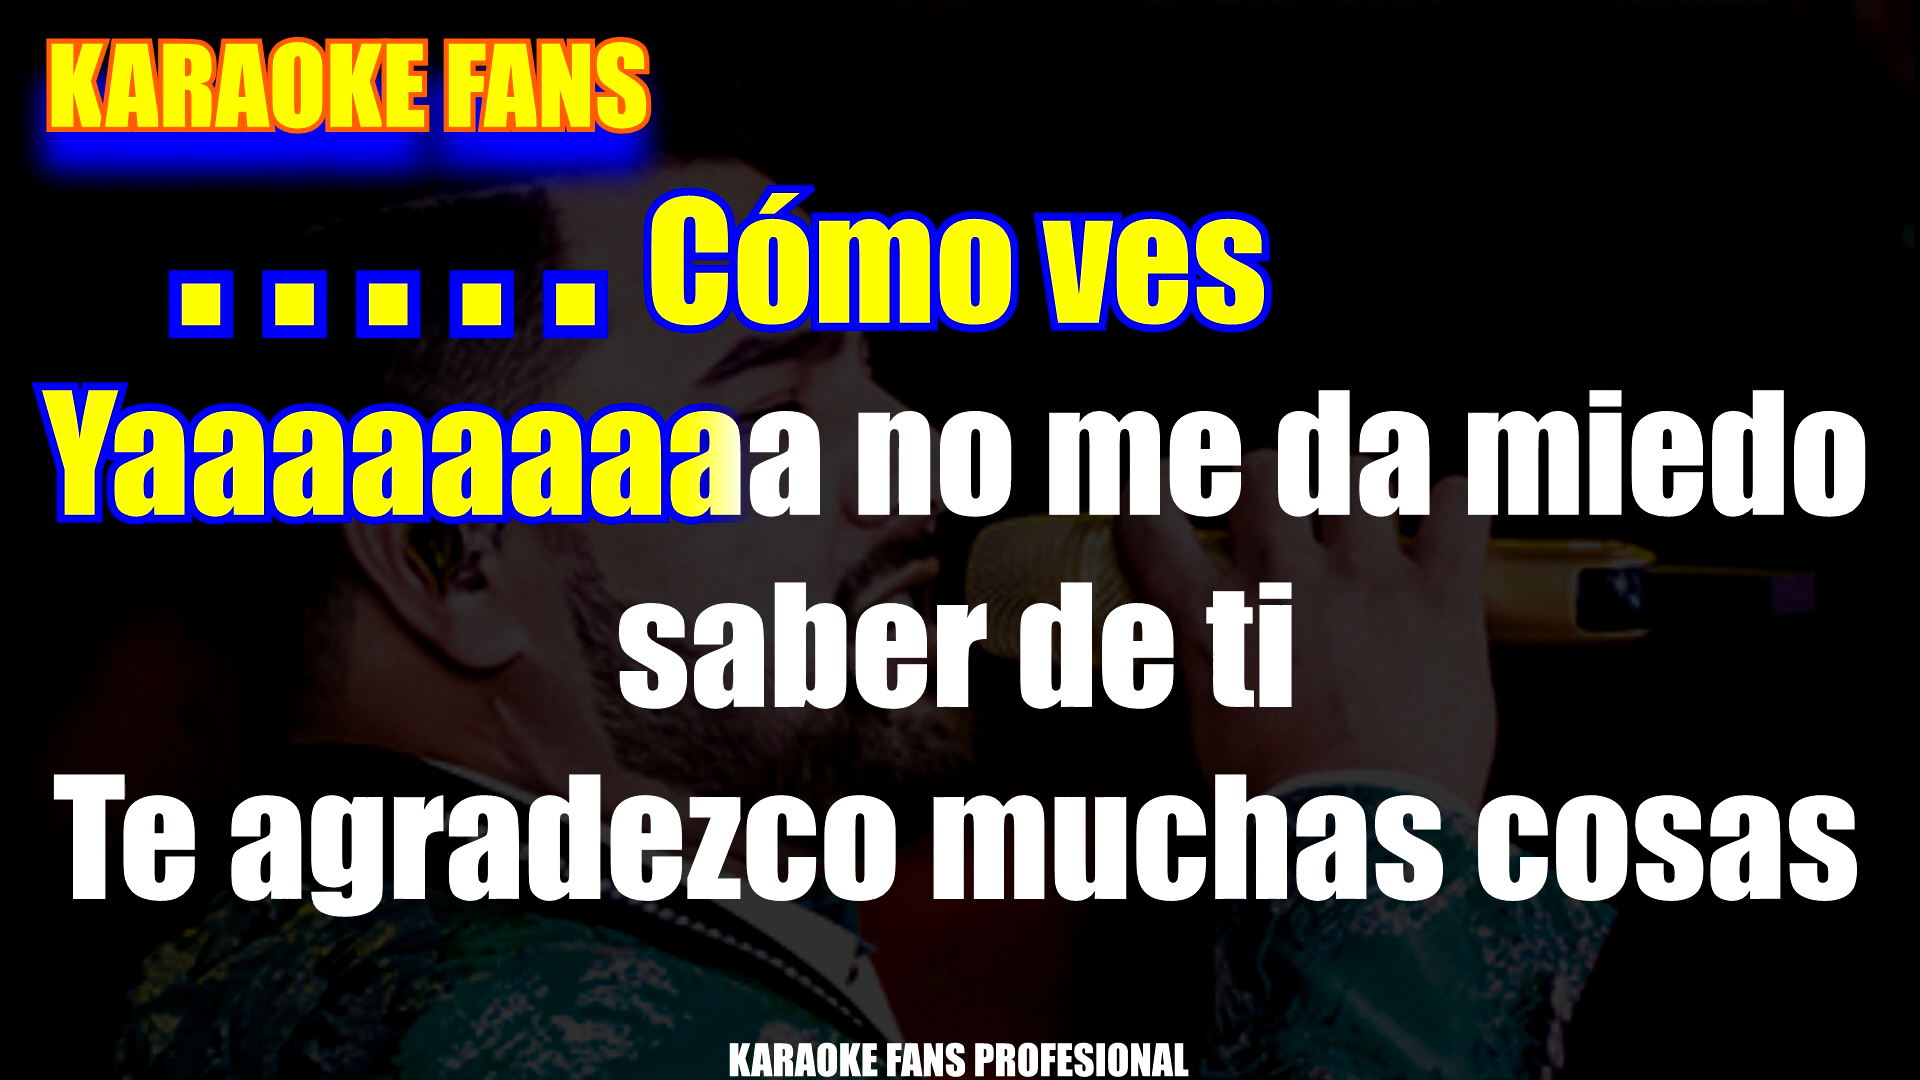 KARAOKE FANS
. . . . . Cómo ves
Yaaaaaaaaa no me da miedo
saber de ti
Te agradezco muchas cosas
KARAOKE FANS PROFESIONAL